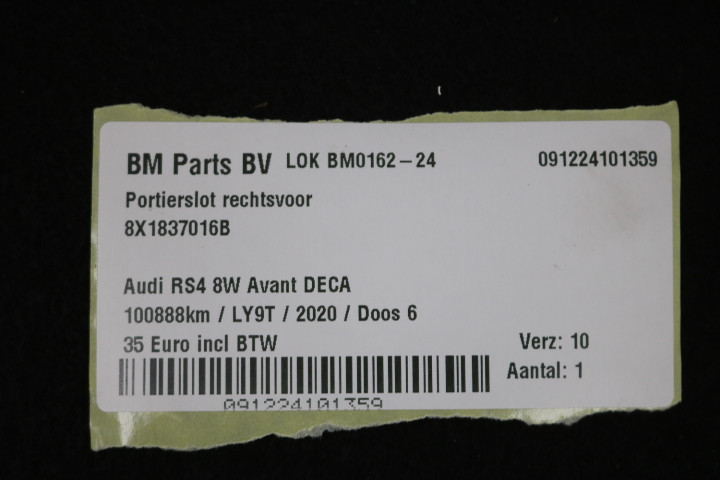 BM Parts BV LOK BM0162-24 091224101359
Portierslot rechtsvoor
8X1837016B
Audi RS4 8W Avant DECA
100888km / LY9T / 2020 / Doos 6
35 Euro incl BTW Verz: 10
Aantal: 1
091224101359